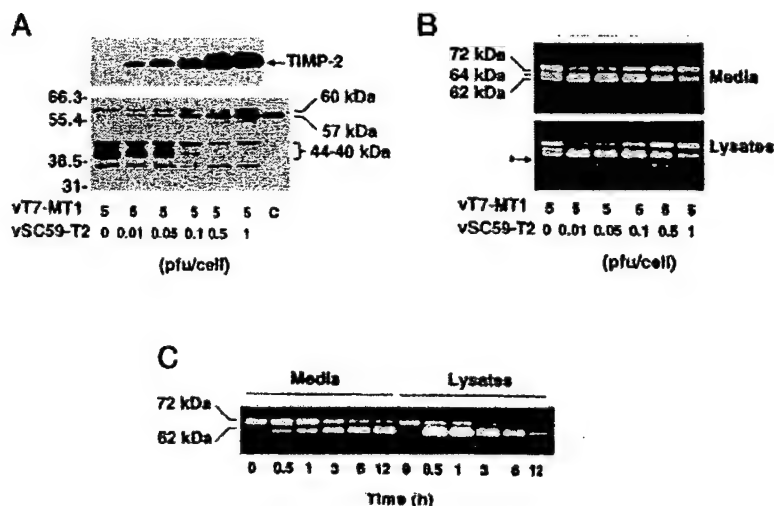 A
TIMP-2
66.3-
55.4-
38.5-
31-
60 kDa
57 kDa
44-40 kDa
vT7-MT1 5 5 5 5 5 5 C
vSC59-T2 0 0.01 0.05 0.1 0.5 1
(pfu/cell)
B
72 kDa
64 kDa
62 kDa
Media
Lysates
vT7-MT1 5 5 5 5 5 5
vSC59-T2 0 0.01 0.05 0.1 0.5 1
(pfu/cell)
C
Media Lysates
72 kDa
62 kDa
0 0.5 1 3 6 12 0 0.5 1 3 6 12
Time (h)